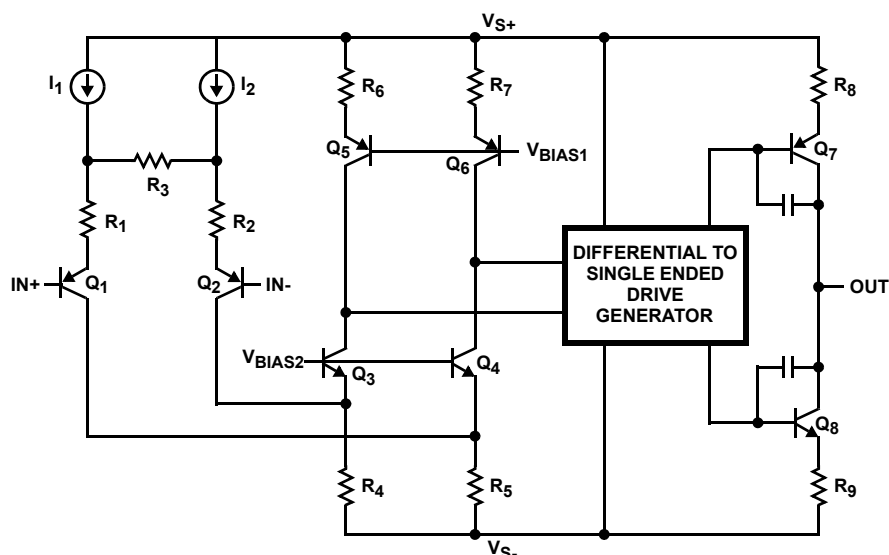 VS+
I1
I2
R6
R7
R8
Q5
Q6
VBIAS1
Q7
R3
R1
R2
DIFFERENTIAL TO
SINGLE ENDED
DRIVE
GENERATOR
IN+
Q1
Q2
IN-
OUT
VBIAS2
Q3
Q4
Q8
R4
R5
R9
VS-